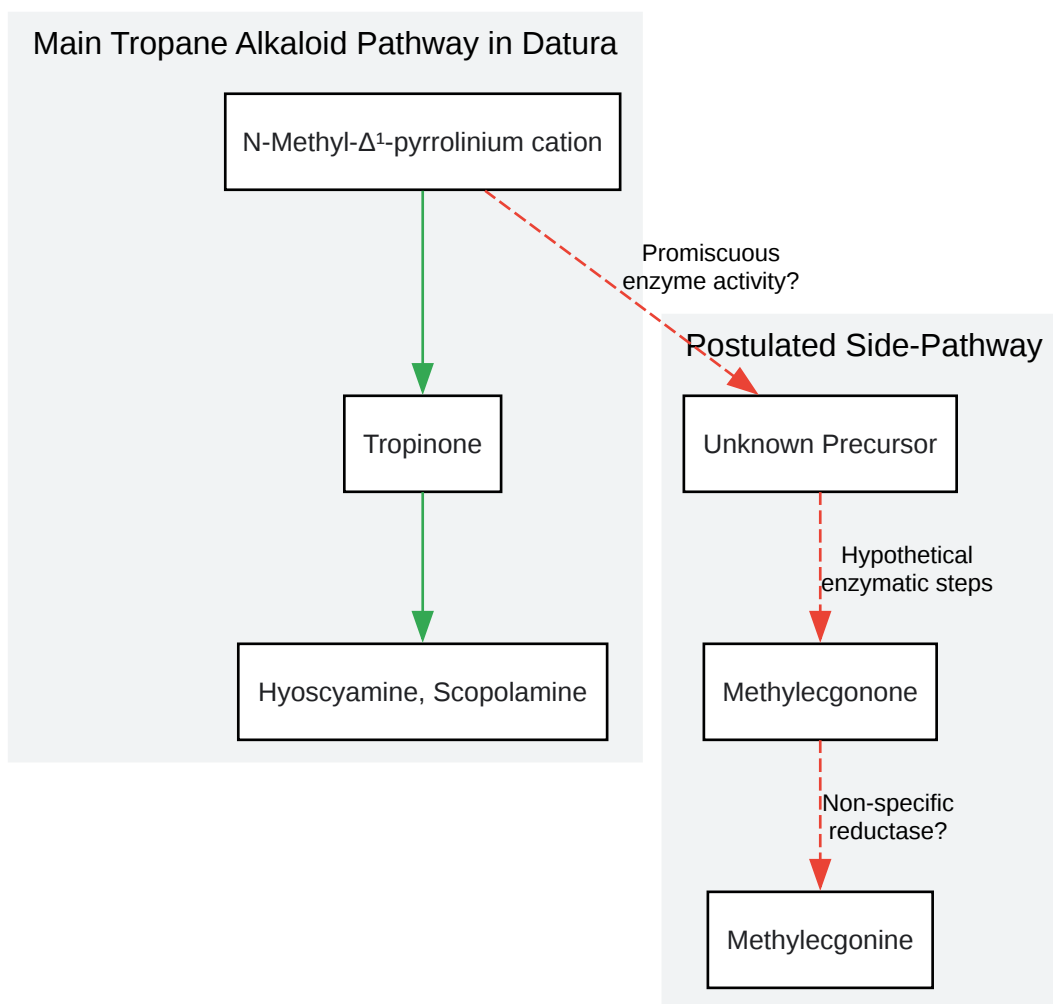 Main Tropane Alkaloid Pathway in Datura
N-Methyl-Δ¹-pyrrolinium cation
Promiscuous
enzyme activity?
Postulated Side-Pathway
Tropinone
Unknown Precursor
Hypothetical
enzymatic steps
Hyoscyamine, Scopolamine
Methylecgonone
Non-specific
reductase?
Methylecgonine